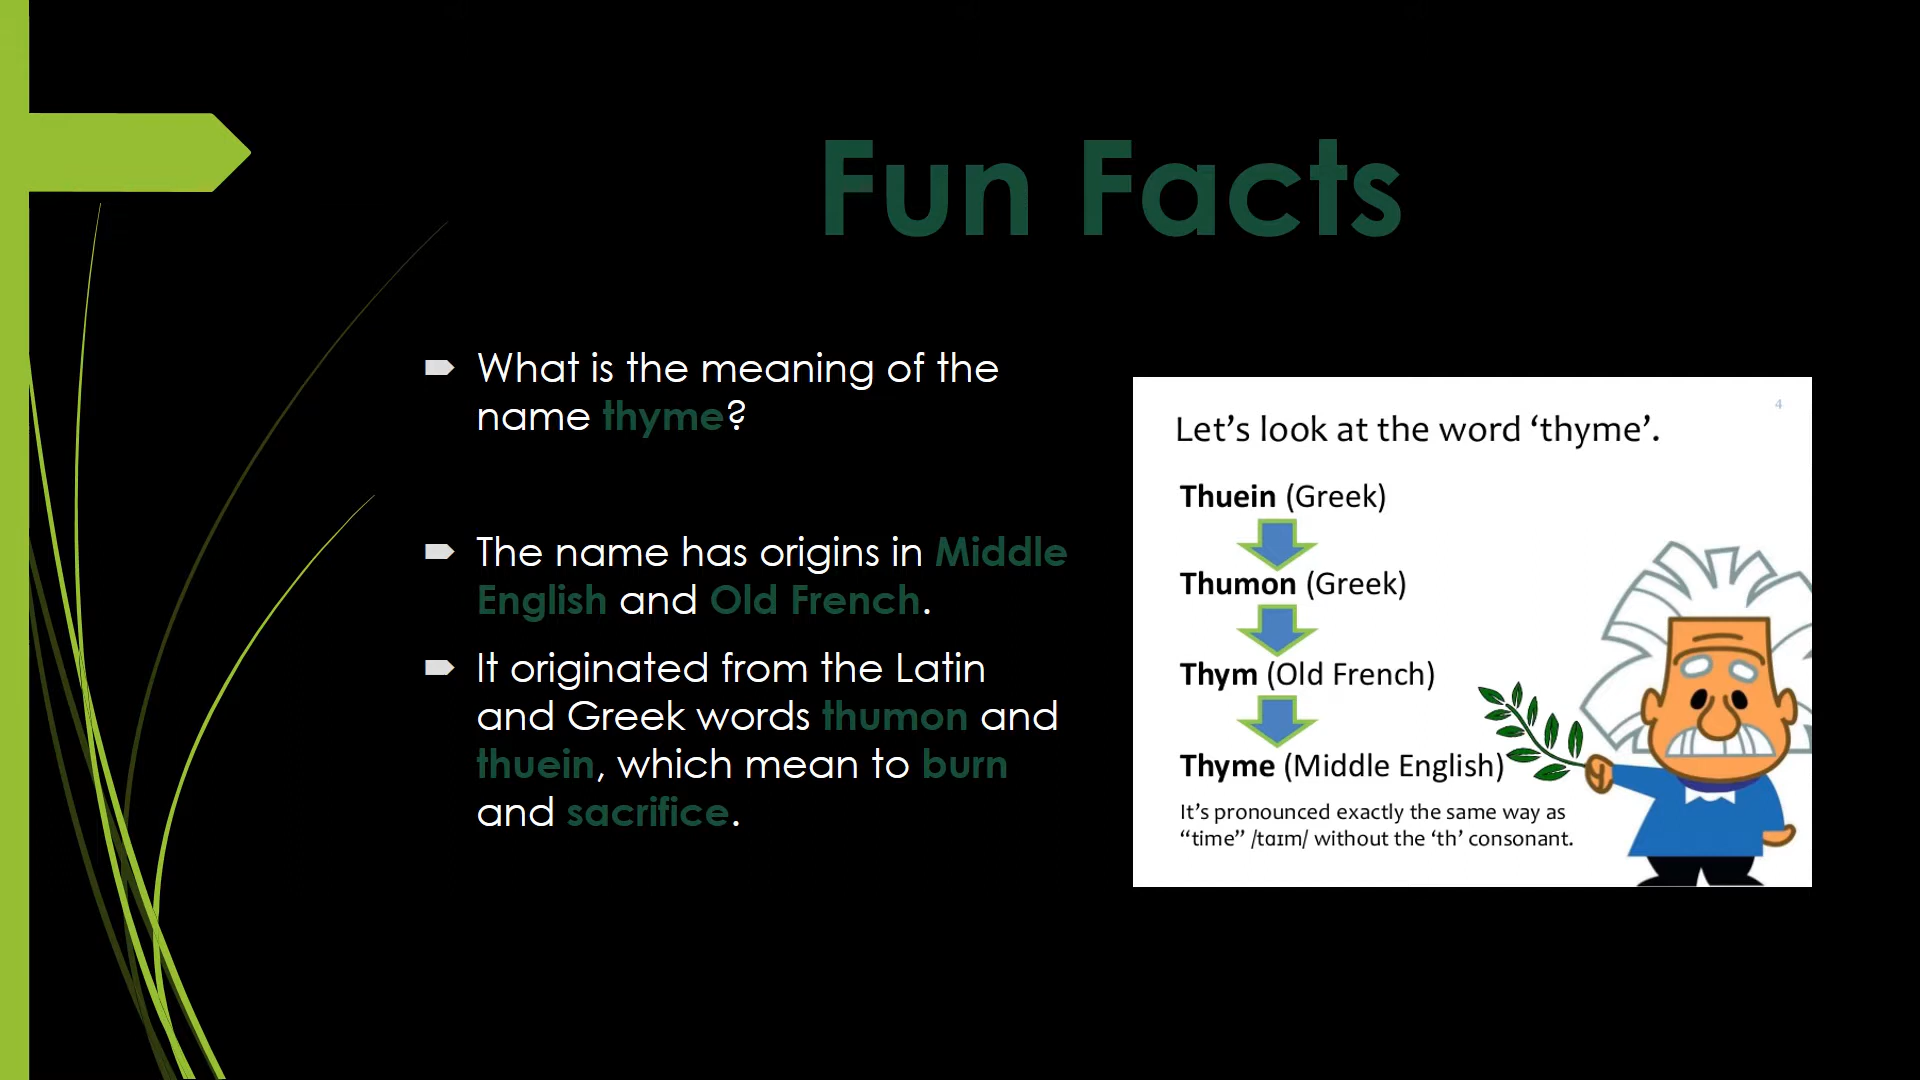 Fun Facts
What is the meaning of the
name thyme?
The name has origins in Middle
English and Old French.
It originated from the Latin
and Greek words thumon and
thuein, which mean to burn
and sacrifice.
4
Let’s look at the word ‘thyme’.
Thuein (Greek)
Thumon (Greek)
Thym (Old French)
Thyme (Middle English)
It’s pronounced exactly the same way as
“time” /taɪm/ without the ‘th’ consonant.